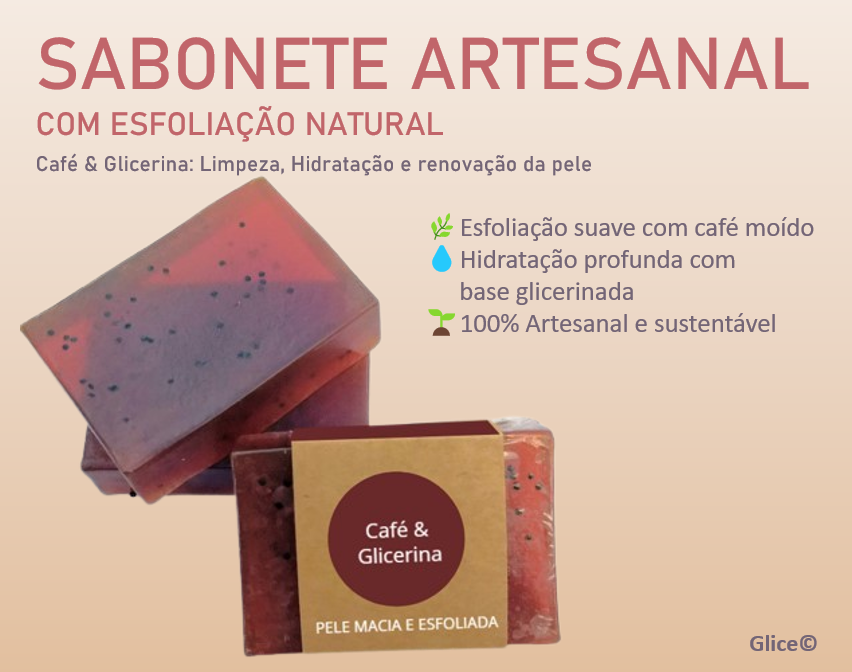 SABONETE ARTESANAL
COM ESFOLIAÇÃO NATURAL
Café & Glicerina: Limpeza, Hidratação e renovação da pele
🌿 Esfoliação suave com café moído
💧 Hidratação profunda com
base glicerinada
🌱 100% Artesanal e sustentável
Café &
Glicerina
PELE MACIA E ESFOLIADA
Glice©